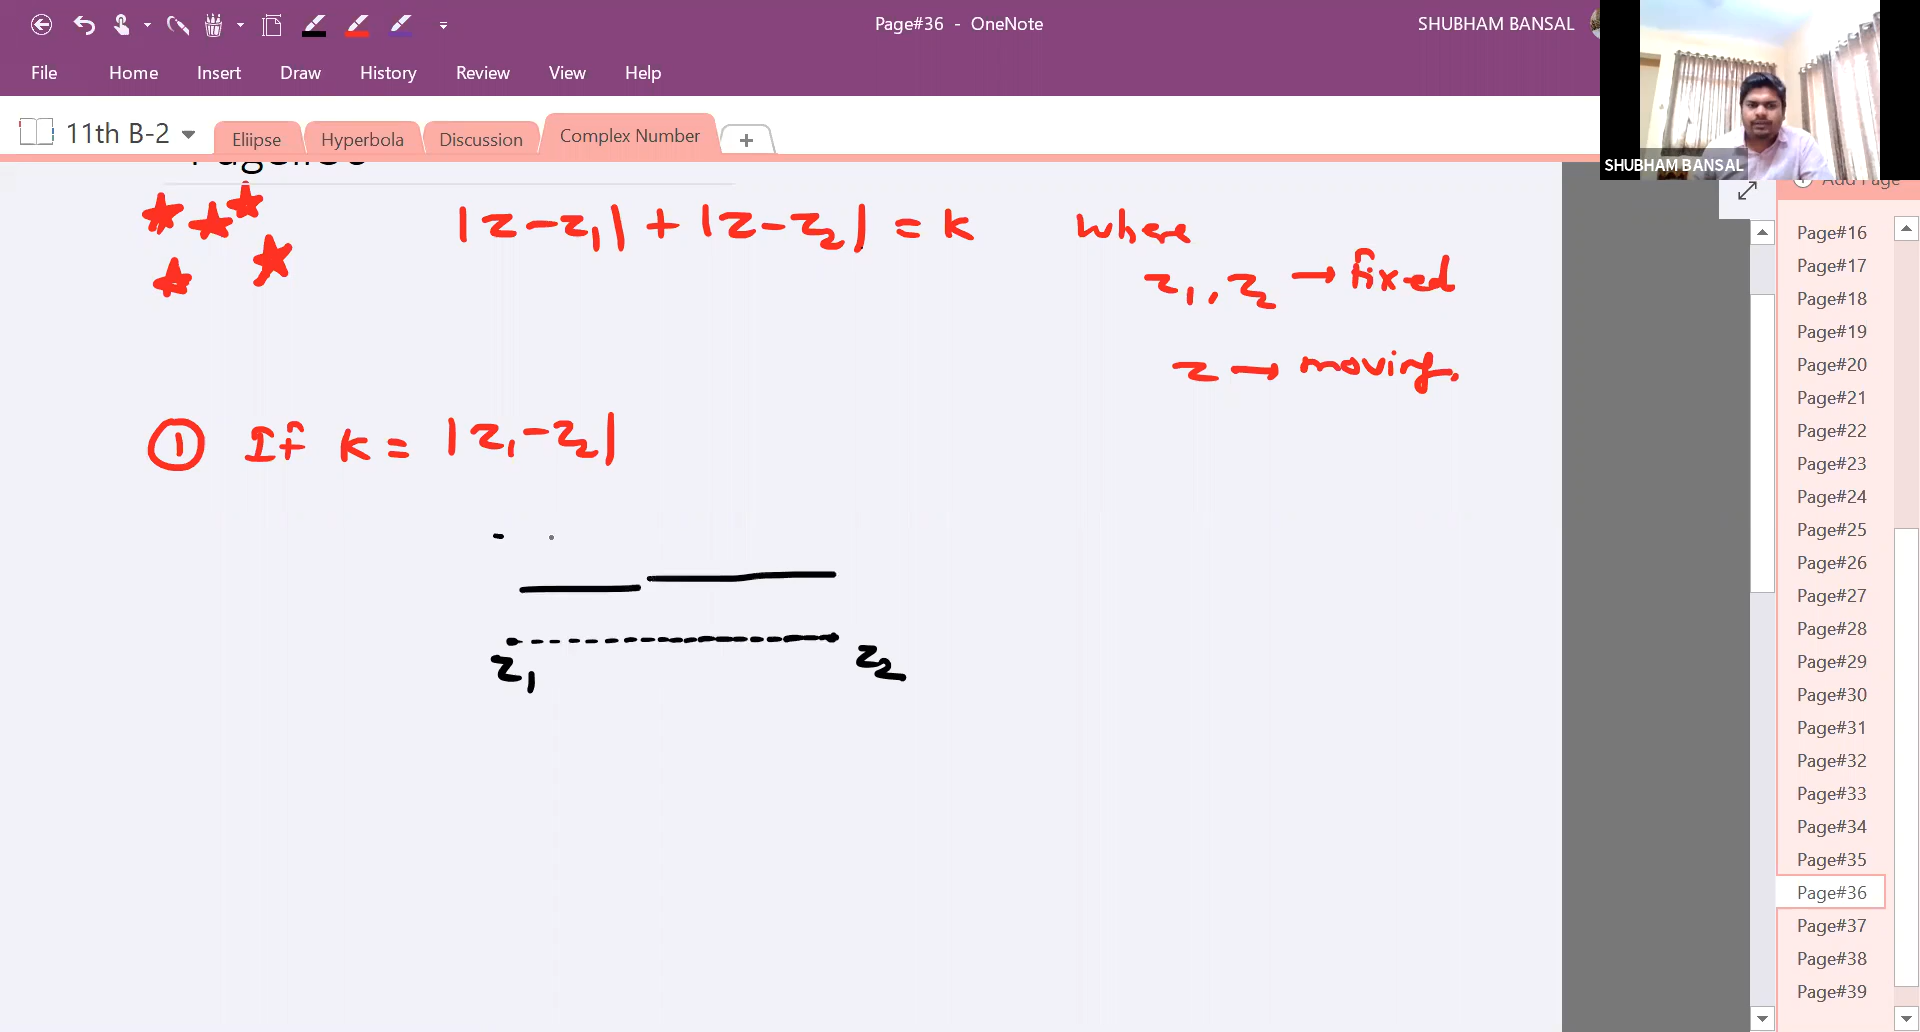 Page#36 - OneNote
SHUBHAM BANSAL
File Home Insert Draw History Review View Help
11th B-2
Eliipse Hyperbola Discussion Complex Number
SHUBHAM BANSAL
Add Page
|z-z₁| + |z-z₂| = k where
z₁, z₂ → fixed
z → moving.
① If k = |z₁-z₂|
z₁ z₂
Page#16
Page#17
Page#18
Page#19
Page#20
Page#21
Page#22
Page#23
Page#24
Page#25
Page#26
Page#27
Page#28
Page#29
Page#30
Page#31
Page#32
Page#33
Page#34
Page#35
Page#36
Page#37
Page#38
Page#39